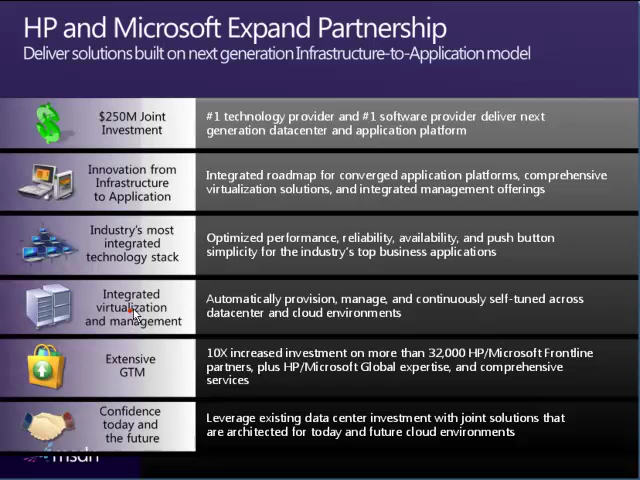 HP and Microsoft Expand Partnership
Deliver solutions built on next generation Infrastructure-to-Application model
$250M Joint
Investment
#1 technology provider and #1 software provider deliver next
generation datacenter and application platform
Innovation from
Infrastructure
to Application
Integrated roadmap for converged application platforms, comprehensive
virtualization solutions, and integrated management offerings
Industry's most
integrated
technology stack
Optimized performance, reliability, availability, and push button
simplicity for the industry's top business applications
Integrated
virtualization
and management
Automatically provision, manage, and continuously self-tuned across
datacenter and cloud environments
Extensive
GTM
10X increased investment on more than 32,000 HP/Microsoft Frontline
partners, plus HP/Microsoft Global expertise, and comprehensive
services
Confidence
today and
the future
Leverage existing data center investment with joint solutions that
are architected for today and future cloud environments
msdn